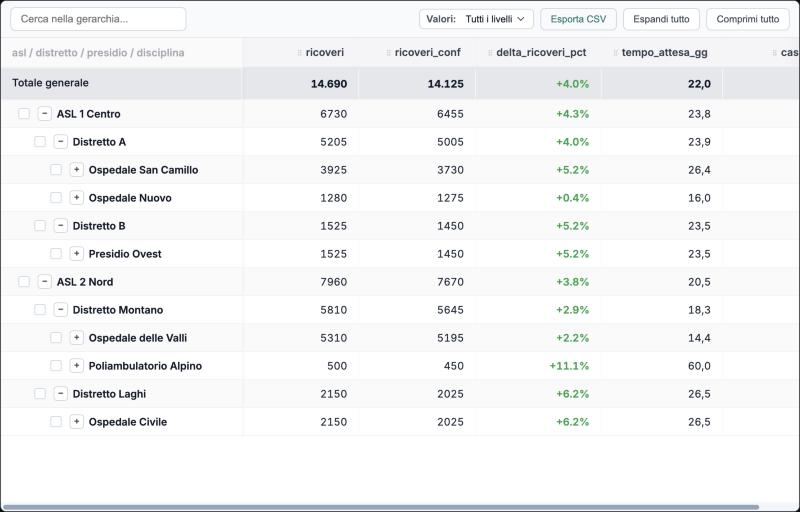 Cerca nella gerarchia... Valori: Tutti i livelli Esporta CSV Espandi tutto Comprimi tutto
asl / distretto / presidio / disciplina ricoveri ricoveri_conf delta_ricoveri_pct tempo_attesa_gg cas
Totale generale 14.690 14.125 +4.0% 22,0
− ASL 1 Centro 6730 6455 +4.3% 23,8
− Distretto A 5205 5005 +4.0% 23,9
+ Ospedale San Camillo 3925 3730 +5.2% 26,4
+ Ospedale Nuovo 1280 1275 +0.4% 16,0
− Distretto B 1525 1450 +5.2% 23,5
+ Presidio Ovest 1525 1450 +5.2% 23,5
− ASL 2 Nord 7960 7670 +3.8% 20,5
− Distretto Montano 5810 5645 +2.9% 18,3
+ Ospedale delle Valli 5310 5195 +2.2% 14,4
+ Poliambulatorio Alpino 500 450 +11.1% 60,0
− Distretto Laghi 2150 2025 +6.2% 26,5
+ Ospedale Civile 2150 2025 +6.2% 26,5